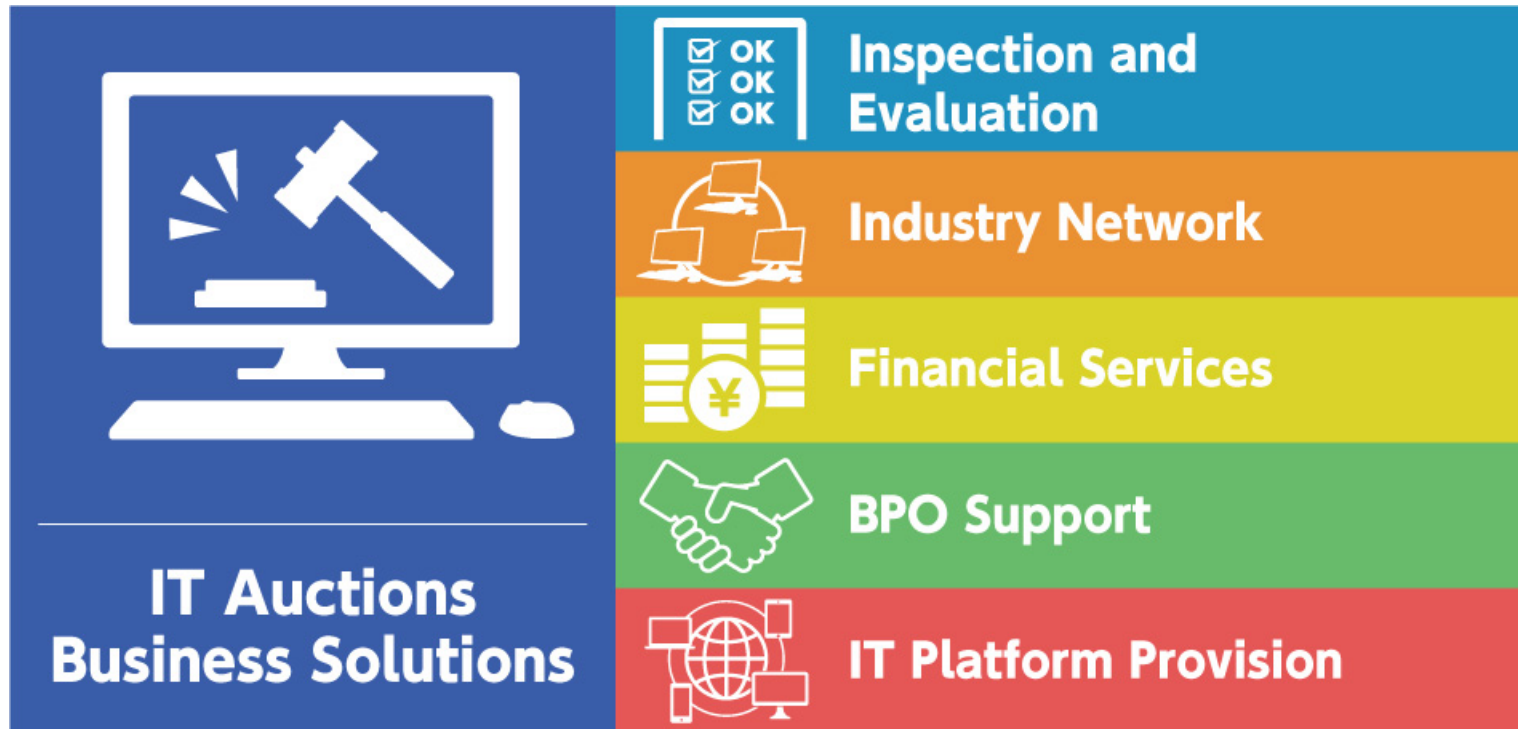 IT Auctions
Business Solutions
OK
OK
OK
Inspection and
Evaluation
Industry Network
¥
Financial Services
BPO Support
IT Platform Provision